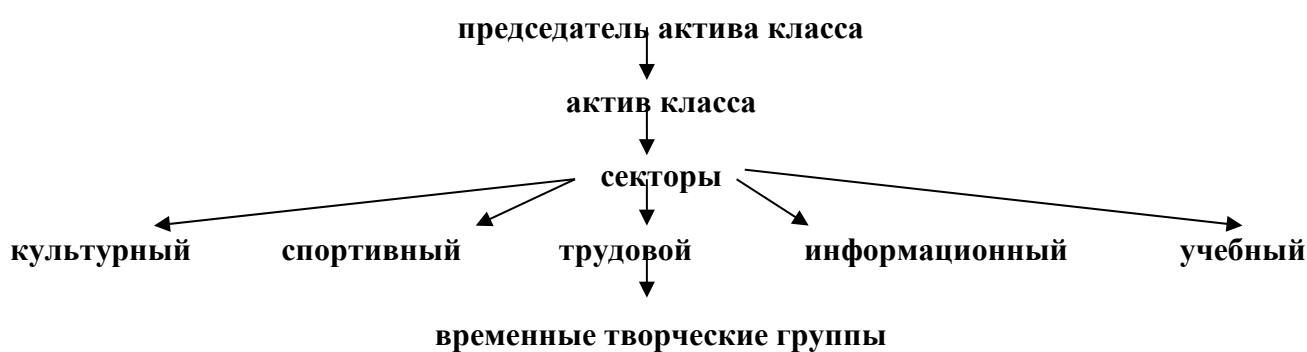 председатель актива класса
актив класса
секторы
культурный спортивный трудовой информационный учебный
временные творческие группы